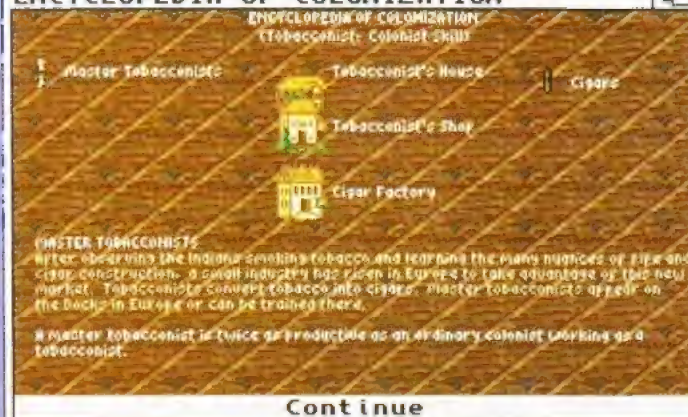 ENCYCLOPEDIA OF COLONIZATION
ENCYCLOPEDIA OF COLONIZATION
(Tobacconist- Colonist Skill)
Master Tobacconists Tobacconist's House Cigars
Tobacconist's Shop
Cigar Factory
MASTER TOBACCONISTS
After observing the Indians smoking tobacco and learning the many nuances of pipe and
cigar construction, a small industry has risen in Europe to take advantage of this new
market. Tobacconists convert tobacco into cigars. Master tobacconists appear on
the Docks in Europe or can be trained there.
A master tobacconist is twice as productive as an ordinary colonist working as a
tobacconist.
Continue